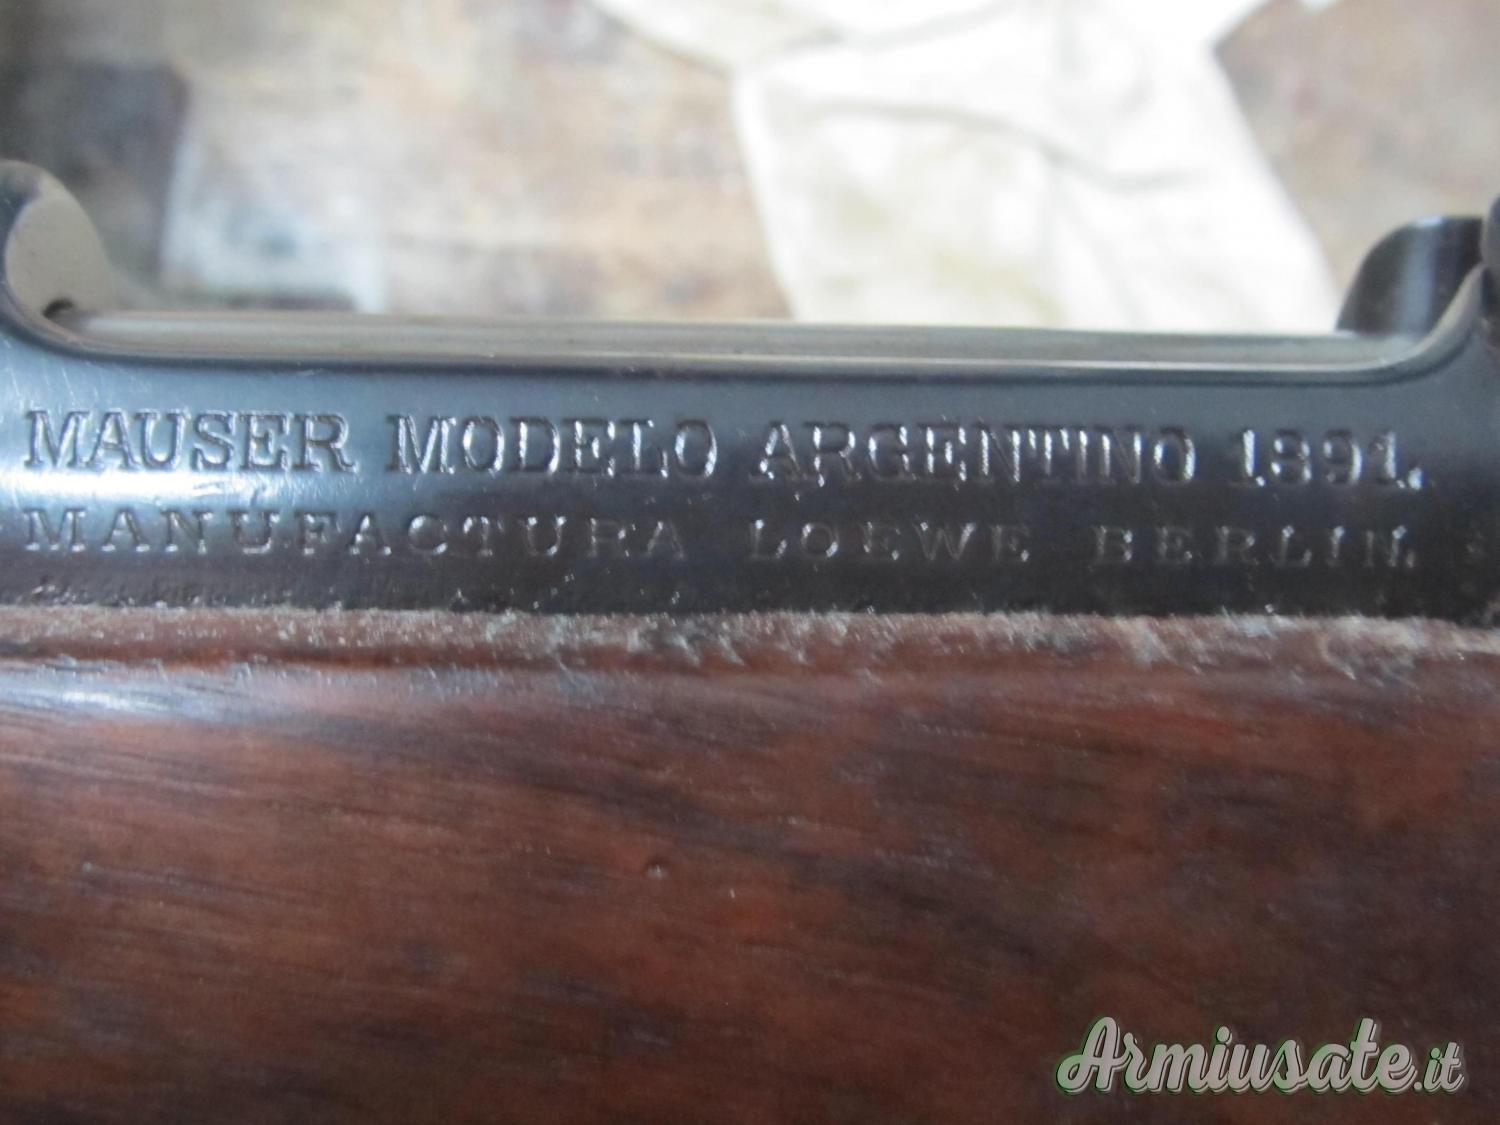 MAUSER MODELO ARGENTINO 1891.
MANUFACTURA LOEWE BERLIN.
Armiusate.it